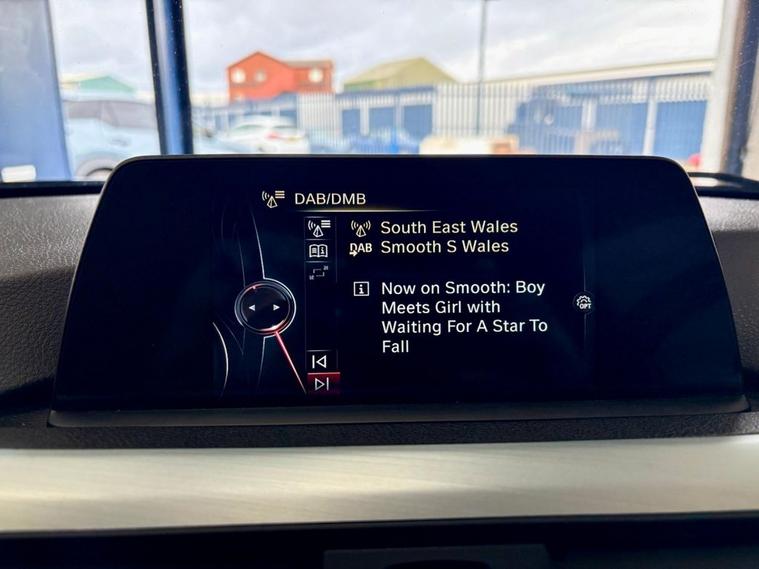 DAB/DMB
South East Wales
DAB
Smooth S Wales
Now on Smooth: Boy
Meets Girl with
Waiting For A Star To
Fall
OPT